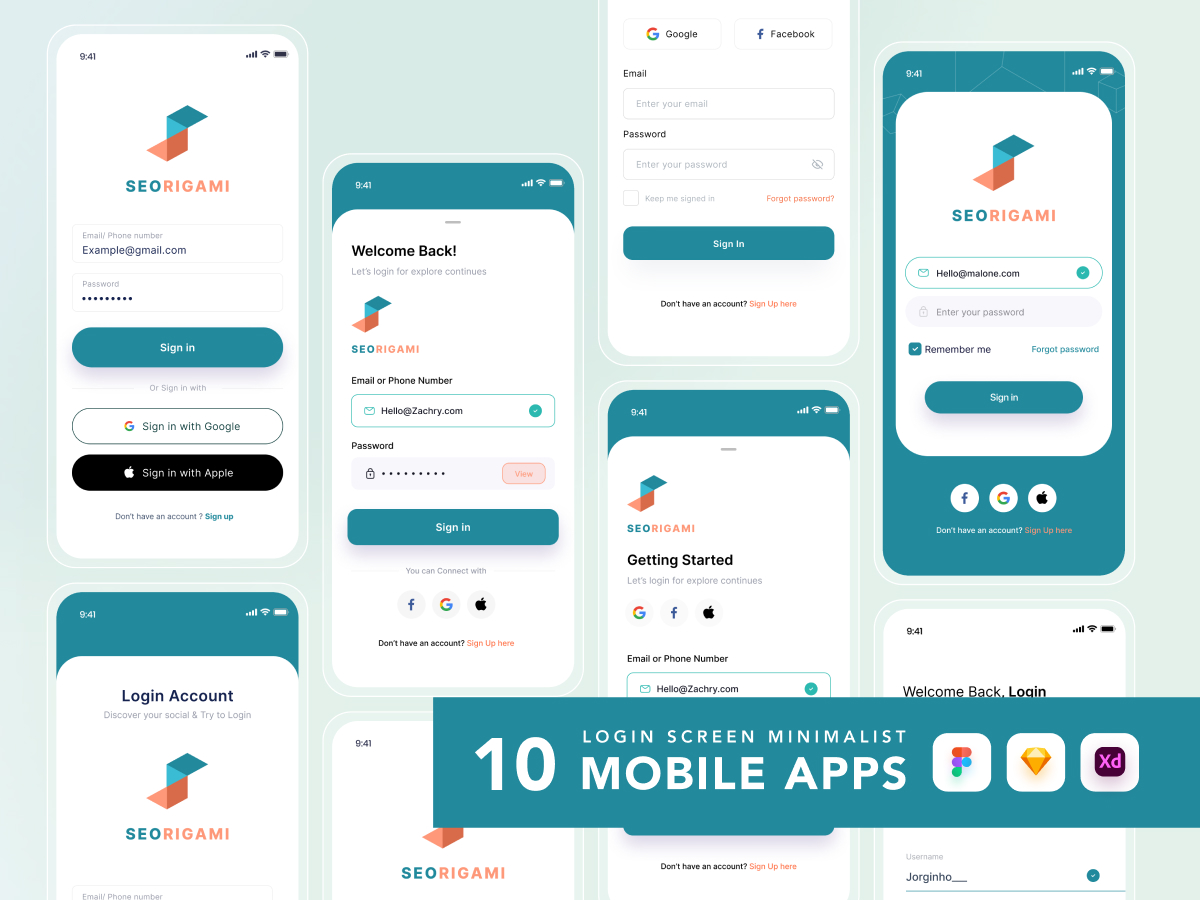 9:41
SEORIGAMI
Email/ Phone number
Example@gmail.com
Password
•••••••••
Sign in
Or Sign in with
Sign in with Google
Sign in with Apple
Don't have an account ? Sign up
9:41
Login Account
Discover your social & Try to Login
SEORIGAMI
Email/ Phone number
9:41
Welcome Back!
Let's login for explore continues
SEORIGAMI
Email or Phone Number
Hello@Zachry.com
Password
• • • • • • • • •
View
Sign in
You can Connect with
Don't have an account? Sign Up here
9:41
SEORIGAMI
Google
Facebook
Email
Enter your email
Password
Enter your password
Keep me signed in
Forgot password?
Sign In
Don't have an account? Sign Up here
9:41
SEORIGAMI
Getting Started
Let's login for explore continues
Email or Phone Number
Hello@Zachry.com
Don't have an account? Sign Up here
9:41
SEORIGAMI
Hello@malone.com
Enter your password
Remember me
Forgot password
Sign in
Don't have an account? Sign Up here
9:41
Welcome Back, Login
Username
Jorginho___
10
LOGIN SCREEN MINIMALIST
MOBILE APPS
Xd